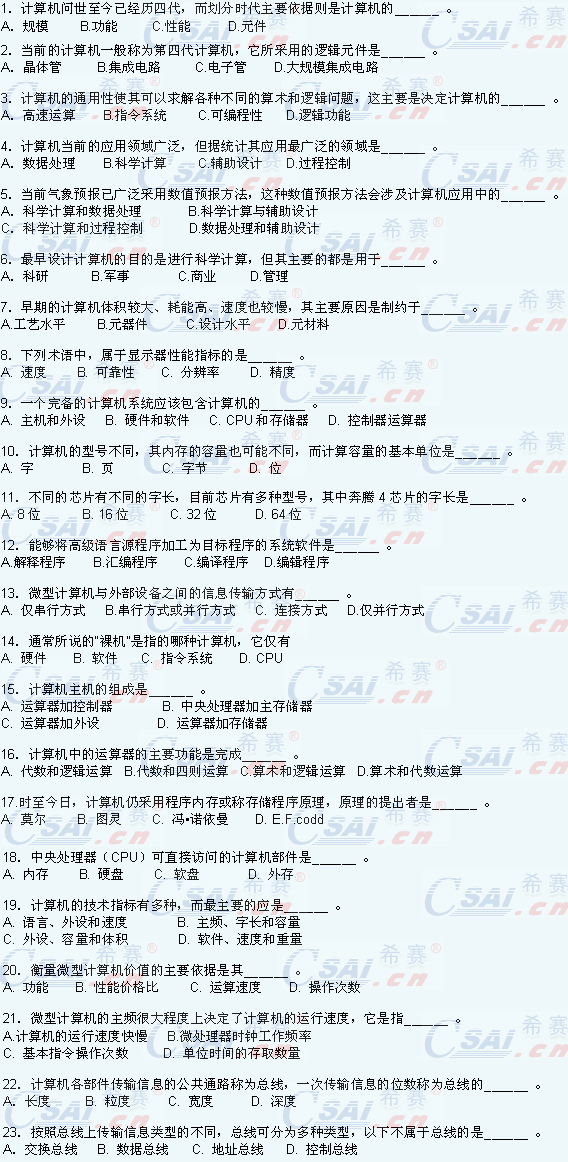 1. 计算机问世至今已经历四代，而划分时代主要依据则是计算机的______ 。
A. 规模 B.功能 C.性能 D.元件
2. 当前的计算机一般称为第四代计算机，它所采用的逻辑元件是______ 。
A. 晶体管 B.集成电路 C.电子管 D.大规模集成电路
3. 计算机的通用性使其可以求解各种不同的算术和逻辑问题，这主要是决定计算机的______ 。
A. 高速运算 B.指令系统 C.可编程性 D.逻辑功能
4. 计算机当前的应用领域广泛，但据统计其应用最广泛的领域是______ 。
A. 数据处理 B.科学计算 C.辅助设计 D.过程控制
5. 当前气象预报已广泛采用数值预报方法，这种数值预报方法会涉及计算机应用中的______ 。
A. 科学计算和数据处理 B.科学计算与辅助设计
C. 科学计算和过程控制 D.数据处理和辅助设计
6. 最早设计计算机的目的是进行科学计算，但其主要的都是用于______ 。
A. 科研 B.军事 C.商业 D.管理
7. 早期的计算机体积较大、耗能高、速度也较慢，其主要原因是制约于______ 。
A.工艺水平 B.元器件 C.设计水平 D.元材料
8. 下列术语中，属于显示器性能指标的是______ 。
A. 速度 B. 可靠性 C. 分辨率 D. 精度
9. 一个完备的计算机系统应该包含计算机的______ 。
A. 主机和外设 B. 硬件和软件 C. CPU和存储器 D. 控制器运算器
10. 计算机的型号不同，其内存的容量也可能不同，而计算容量的基本单位是______ 。
A. 字 B. 页 C. 字节 D. 位
11. 不同的芯片有不同的字长，目前芯片有多种型号，其中奔腾 4 芯片的字长是______ 。
A. 8 位 B. 16 位 C. 32 位 D. 64 位
12. 能够将高级语言源程序加工为目标程序的系统软件是______ 。
A.解释程序 B.汇编程序 C.编译程序 D.编辑程序
13. 微型计算机与外部设备之间的信息传输方式有______ 。
A. 仅串行方式 B.串行方式或并行方式 C. 连接方式 D.仅并行方式
14. 通常所说的"裸机"是指的哪种计算机，它仅有
A. 硬件 B. 软件 C. 指令系统 D. CPU
15. 计算机主机的组成是______ 。
A. 运算器加控制器 B. 中央处理器加主存储器
C. 运算器加外设 D. 运算器加存储器
16. 计算机中的运算器的主要功能是完成______ 。
A. 代数和逻辑运算 B.代数和四则运算 C.算术和逻辑运算 D.算术和代数运算
17.时至今日，计算机仍采用程序内存或称存储程序原理，原理的提出者是______ 。
A. 莫尔 B. 图灵 C. 冯•诺依曼 D. E.F.codd
18. 中央处理器（CPU）可直接访问的计算机部件是______ 。
A. 内存 B. 硬盘 C. 软盘 D. 外存
19. 计算机的技术指标有多种，而最主要的应是______ 。
A. 语言、外设和速度 B. 主频、字长和容量
C. 外设、容量和体积 D. 软件、速度和重量
20. 衡量微型计算机价值的主要依据是其______ 。
A. 功能 B. 性能价格比 C. 运算速度 D. 操作次数
21. 微型计算机的主频很大程度上决定了计算机的运行速度，它是指______ 。
A.计算机的运行速度快慢 B.微处理器时钟工作频率
C. 基本指令操作次数 D. 单位时间的存取数量
22. 计算机各部件传输信息的公共通路称为总线，一次传输信息的位数称为总线的______ 。
A. 长度 B. 粒度 C. 宽度 D. 深度
23. 按照总线上传输信息类型的不同，总线可分为多种类型，以下不属于总线的是______ 。
A. 交换总线 B. 数据总线 C. 地址总线 D. 控制总线